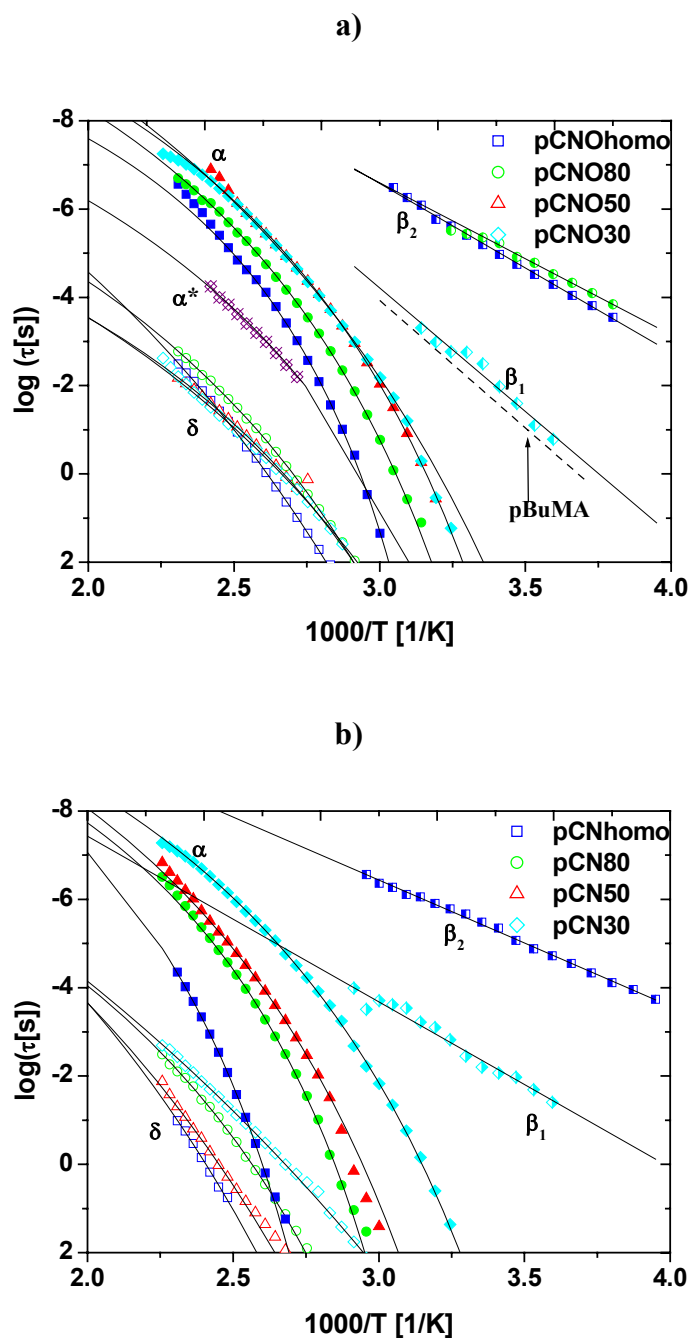 a)
-8
-6
-4
-2
0
2
log (τ[s])
α
α*
δ
β2
β1
pBuMA
pCNOhomo
pCNO80
pCNO50
pCNO30
2.0 2.5 3.0 3.5 4.0
1000/T [1/K]
b)
-8
-6
-4
-2
0
2
log(τ[s])
α
δ
β2
β1
pCNhomo
pCN80
pCN50
pCN30
2.0 2.5 3.0 3.5 4.0
1000/T [1/K]